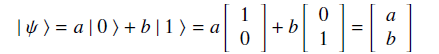 | ψ ⟩ = a | 0 ⟩ + b | 1 ⟩ = a [ 1 0 ] + b [ 0 1 ] = [ a b ]